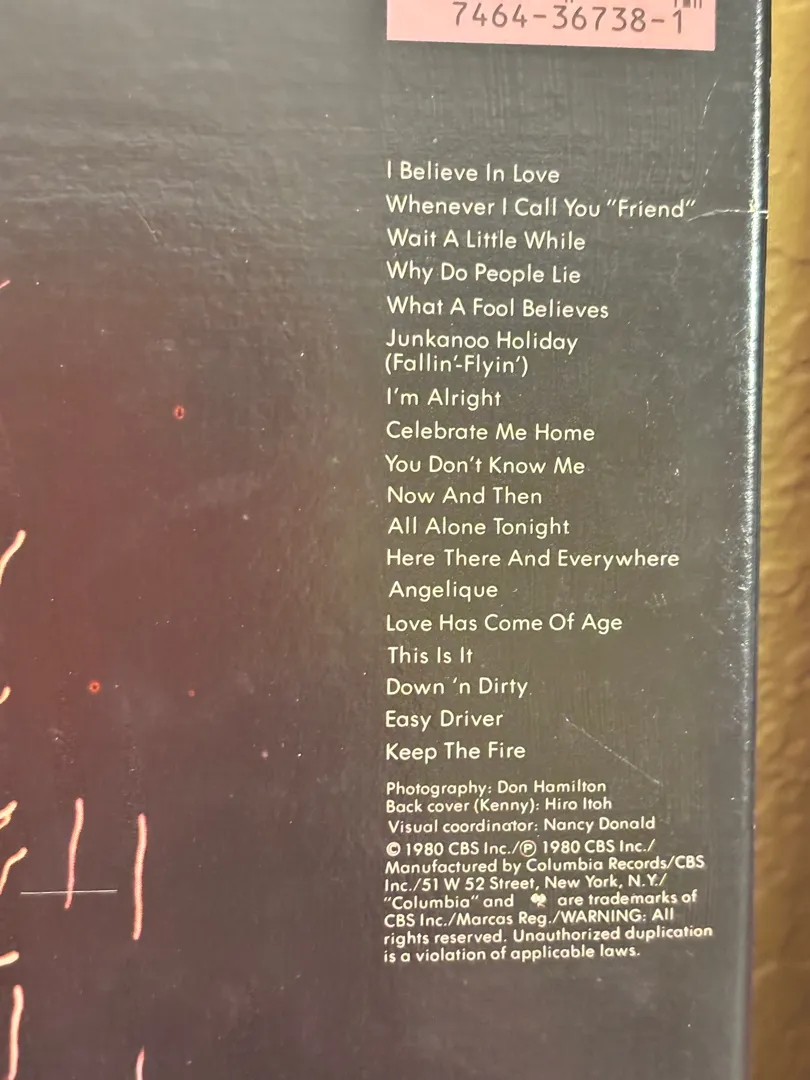 7464-36738-1
I Believe In Love
Whenever I Call You "Friend"
Wait A Little While
Why Do People Lie
What A Fool Believes
Junkanoo Holiday
(Fallin'-Flyin')
I'm Alright
Celebrate Me Home
You Don't Know Me
Now And Then
All Alone Tonight
Here There And Everywhere
Angelique
Love Has Come Of Age
This Is It
Down 'n Dirty
Easy Driver
Keep The Fire
Photography: Don Hamilton
Back cover (Kenny): Hiro Itoh
Visual coordinator: Nancy Donald
© 1980 CBS Inc./℗ 1980 CBS Inc./
Manufactured by Columbia Records/CBS
Inc./51 W 52 Street, New York, N.Y./
"Columbia" and are trademarks of
CBS Inc./Marcas Reg./WARNING: All
rights reserved. Unauthorized duplication
is a violation of applicable laws.